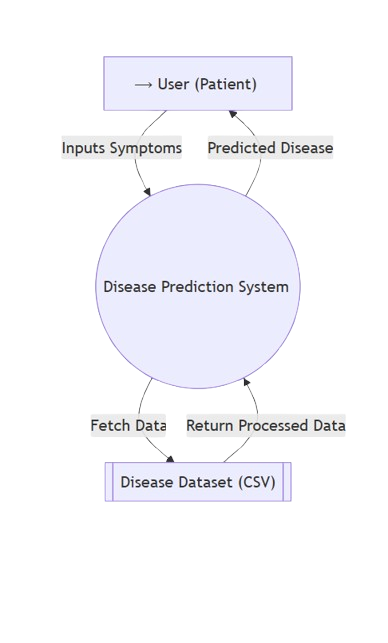 → User (Patient)
Inputs Symptoms
Predicted Disease
Disease Prediction System
Fetch Data
Return Processed Data
Disease Dataset (CSV)